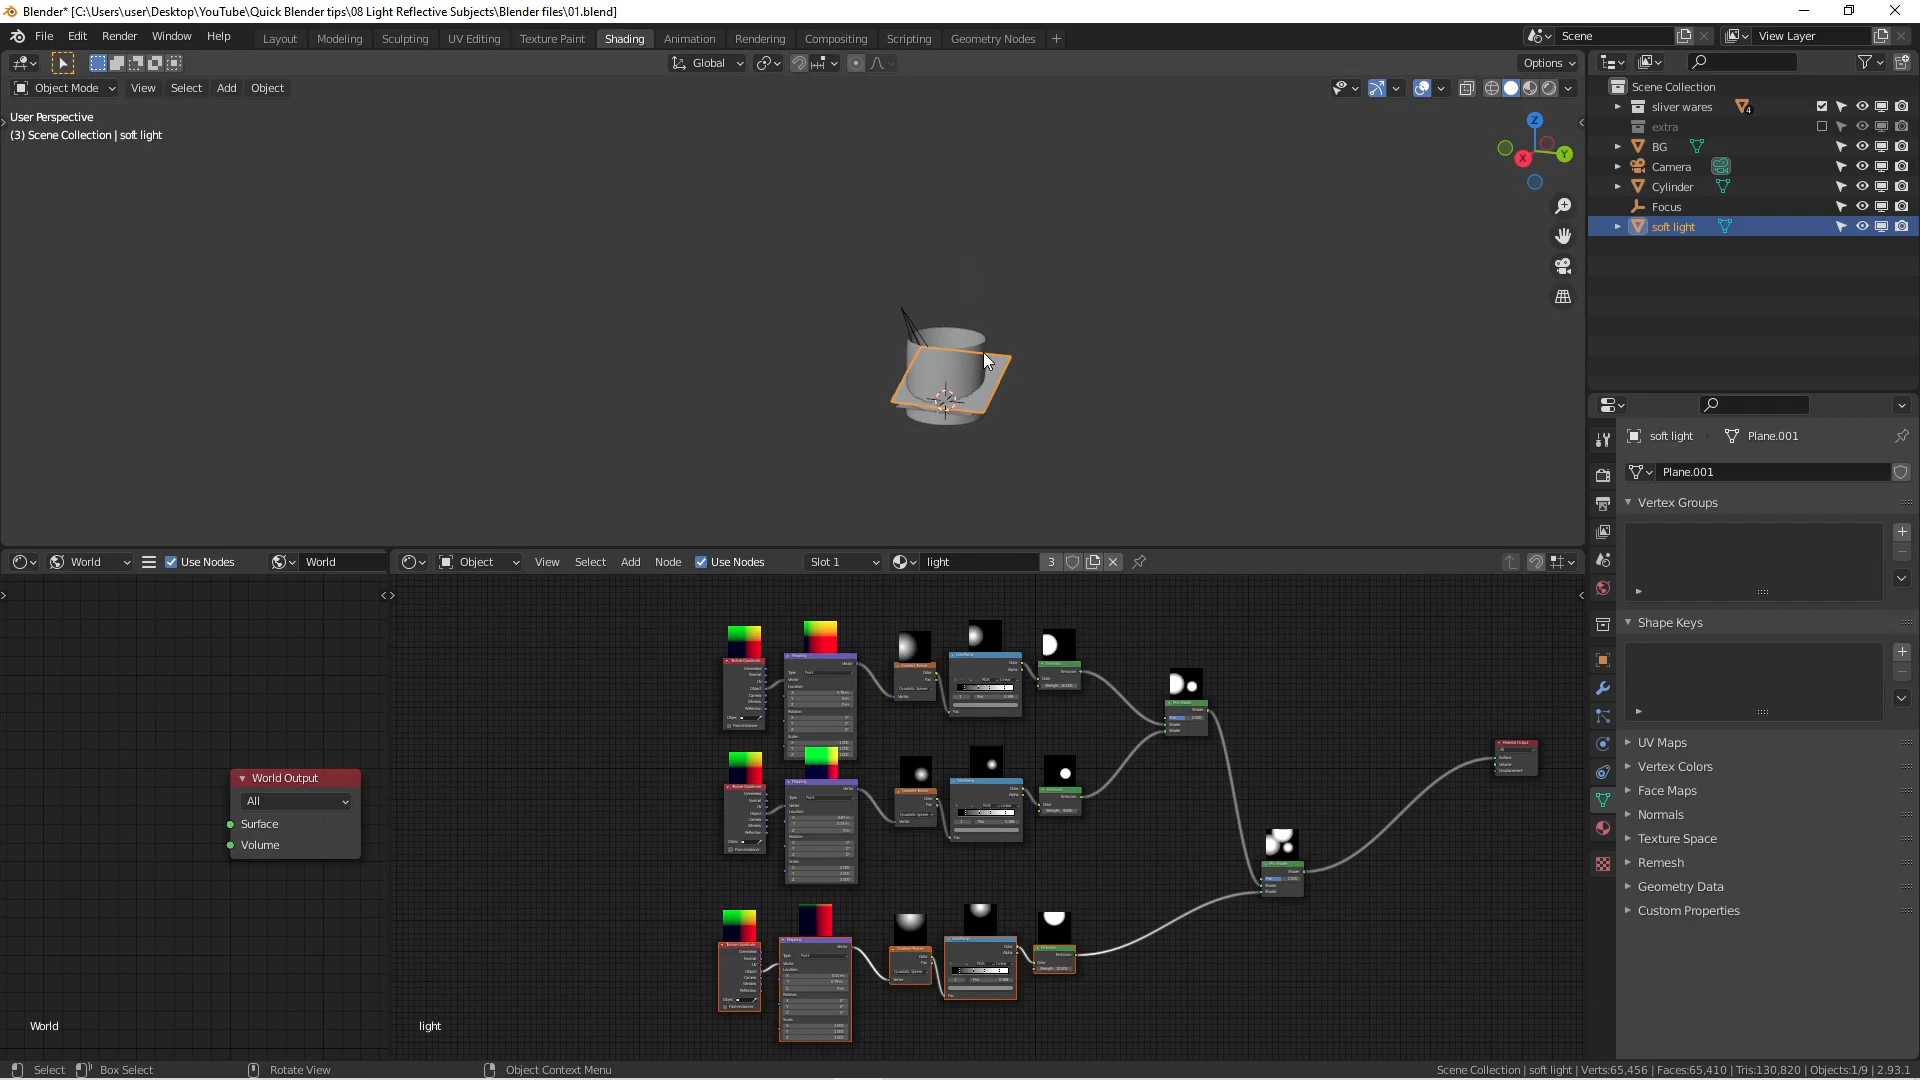 Blender* [C:\Users\user\Desktop\YouTube\Quick Blender tips\08 Light Reflective Subjects\Blender files\01.blend]
File Edit Render Window Help
Layout Modeling Sculpting UV Editing Texture Paint Shading Animation Rendering Compositing Scripting Geometry Nodes +
Scene
View Layer
Global
Options
Object Mode View Select Add Object
User Perspective
(3) Scene Collection | soft light
Z
Y
X
Scene Collection
sliver wares
4
extra
BG
Camera
Cylinder
Focus
soft light
soft light
Plane.001
Plane.001
Vertex Groups
Shape Keys
UV Maps
Vertex Colors
Face Maps
Normals
Texture Space
Remesh
Geometry Data
Custom Properties
World
Use Nodes
World
Object
View Select Add Node
Use Nodes
Slot 1
light
3
World Output
All
Surface
Volume
World
light
Select
Box Select
Rotate View
Object Context Menu
Scene Collection | soft light | Verts:65,456 | Faces:65,410 | Tris:130,820 | Objects:1/9 | 2.93.1